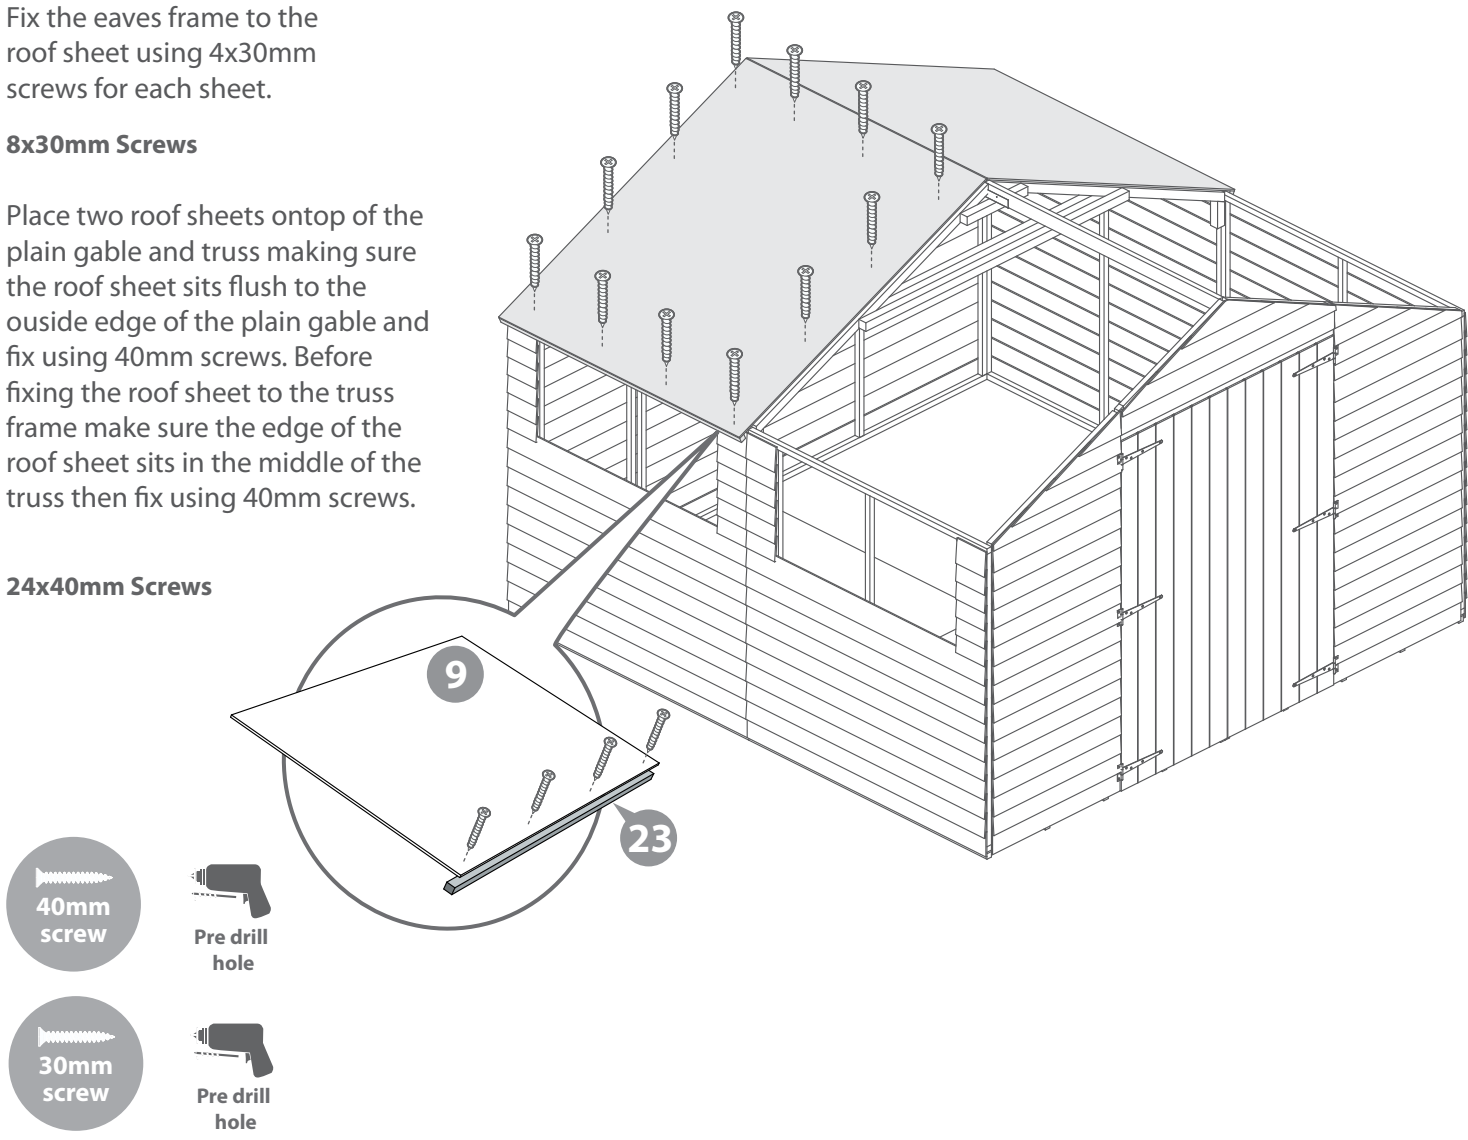 Fix the eaves frame to the
roof sheet using 4x30mm
screws for each sheet.
8x30mm Screws
Place two roof sheets ontop of the
plain gable and truss making sure
the roof sheet sits flush to the
ouside edge of the plain gable and
fix using 40mm screws. Before
fixing the roof sheet to the truss
frame make sure the edge of the
roof sheet sits in the middle of the
truss then fix using 40mm screws.
24x40mm Screws
9
23
40mm
screw
Pre drill
hole
30mm
screw
Pre drill
hole